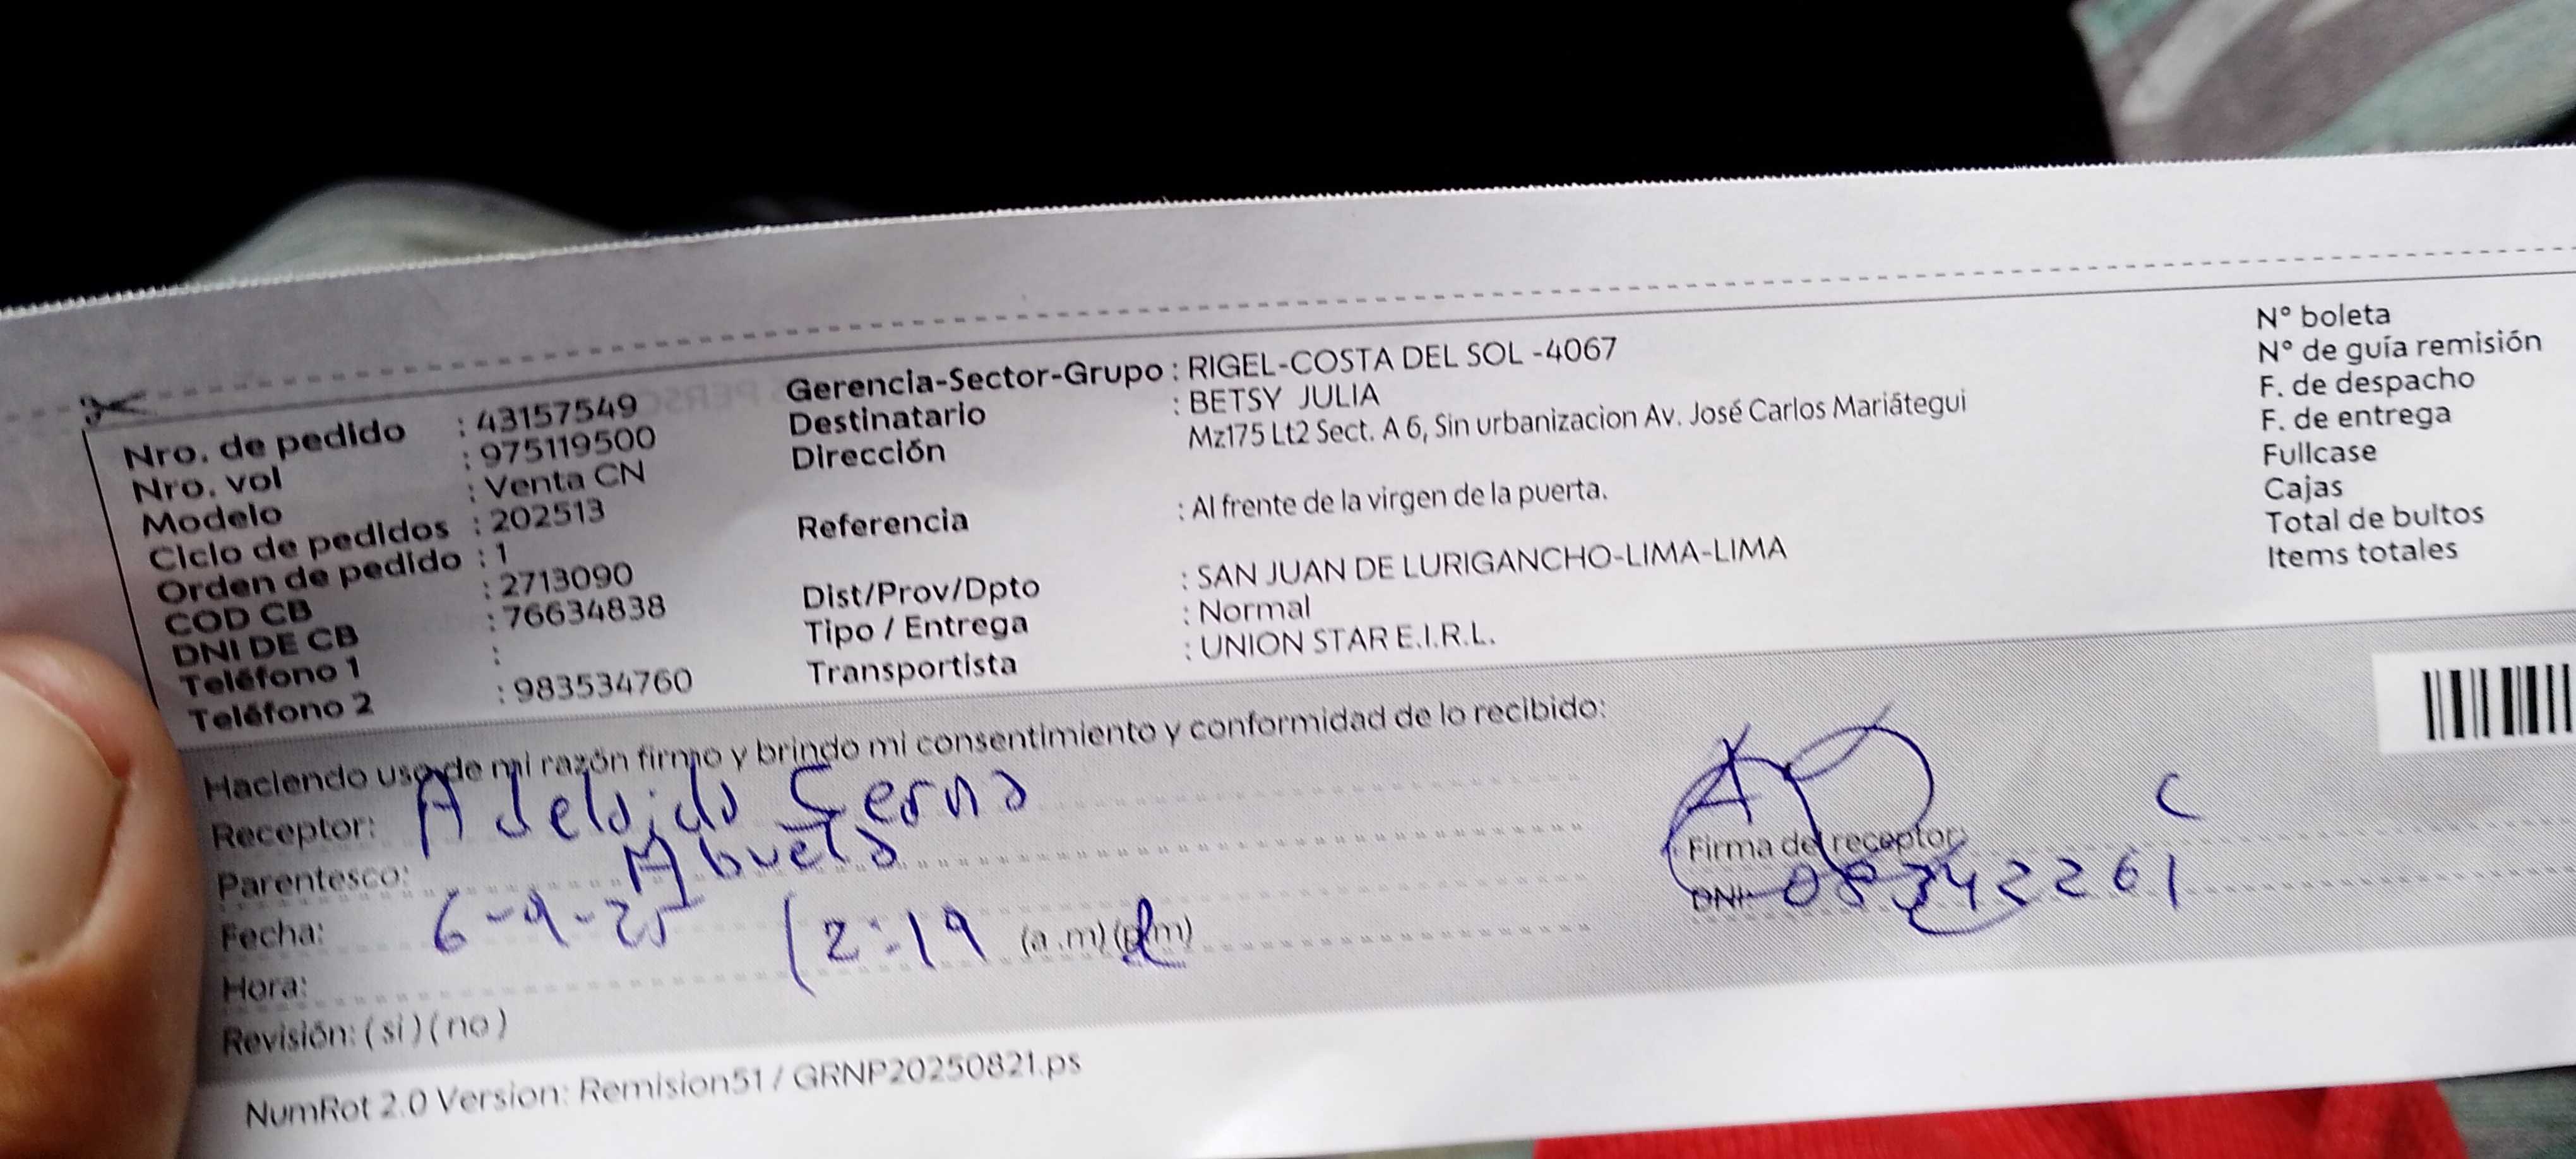 Nro. de pedido : 43157549
Nro. vol : 975119500
Modelo : Venta CN
Ciclo de pedidos : 202513
Orden de pedido : 1
COD CB : 2713090
DNI DE CB : 76634838
Teléfono 1 :
Teléfono 2 : 983534760
Gerencia-Sector-Grupo : RIGEL-COSTA DEL SOL -4067
Destinatario : BETSY JULIA
Dirección Mz175 Lt2 Sect. A 6, Sin urbanizacion Av. José Carlos Mariátegui
Referencia : Al frente de la virgen de la puerta.
Dist/Prov/Dpto : SAN JUAN DE LURIGANCHO-LIMA-LIMA
Tipo / Entrega : Normal
Transportista : UNION STAR E.I.R.L.
N° boleta
N° de guía remisión
F. de despacho
F. de entrega
Fullcase
Cajas
Total de bultos
Items totales
Haciendo uso de mi razón firmo y brindo mi consentimiento y conformidad de lo recibido:
Receptor: Adelaida Serna
Parentesco: Abuela
Fecha: 6-9-25
Hora: 12:19 (a.m) (p.m)
Revisión: ( si ) ( no )
Firma del receptor:
DNI:
NumRot 2.0 Version: Remision51 / GRNP20250821.ps